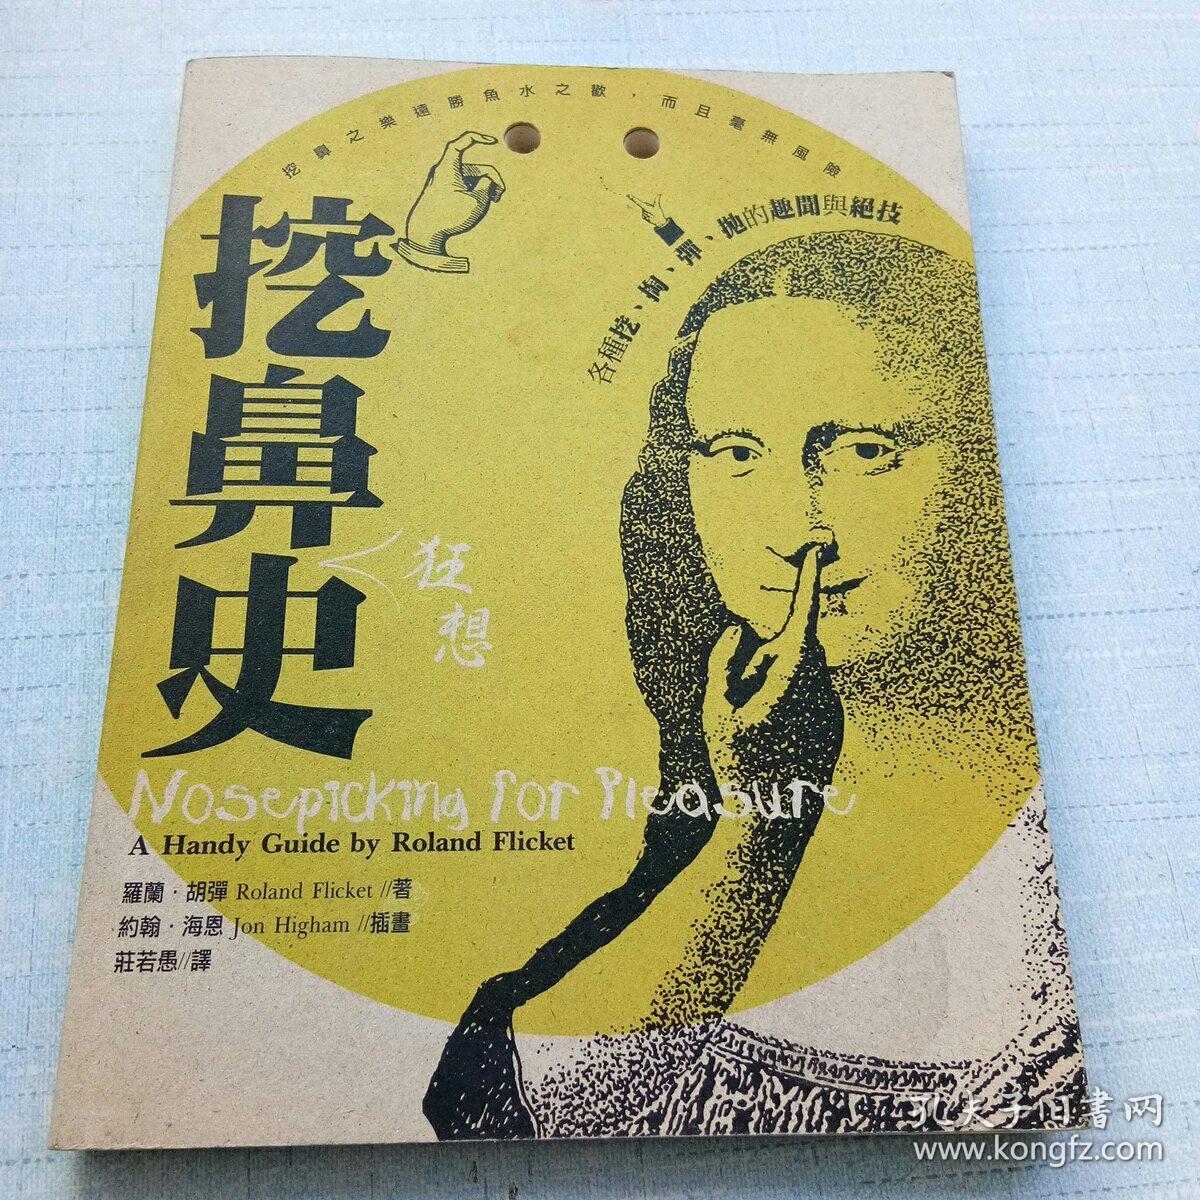 挖鼻之樂遠勝魚水之歡，而且毫無風險
各種挖、掏、彈、拋的趣聞與絕技
挖鼻史
狂想
Nosepicking for Pleasure
A Handy Guide by Roland Flicket
羅蘭·胡彈 Roland Flicket //著
約翰·海恩 Jon Higham //插畫
莊若愚//譯
孔夫子旧書网
www.kongfz.com